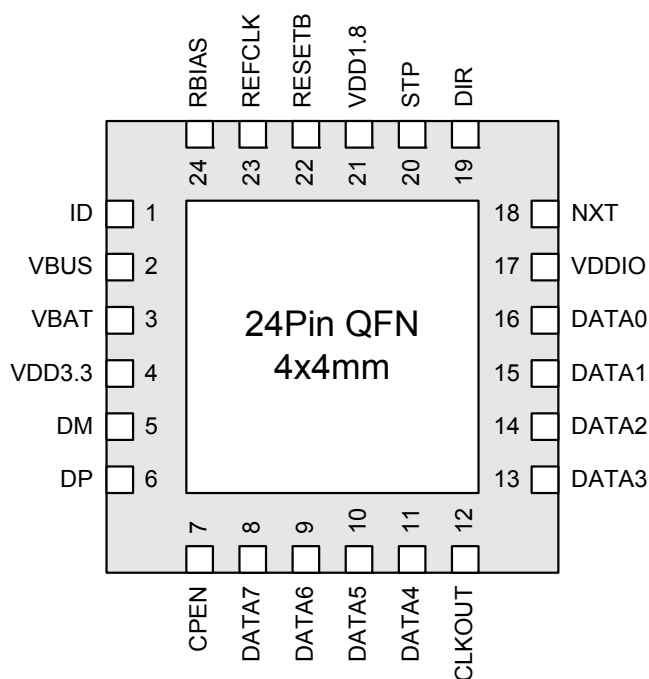 RBIAS
REFCLK
RESETB
VDD1.8
STP
DIR
24
23
22
21
20
19
ID 1
VBUS 2
VBAT 3
VDD3.3 4
DM 5
DP 6
24Pin QFN
4x4mm
18 NXT
17 VDDIO
16 DATA0
15 DATA1
14 DATA2
13 DATA3
7
8
9
10
11
12
CPEN
DATA7
DATA6
DATA5
DATA4
CLKOUT